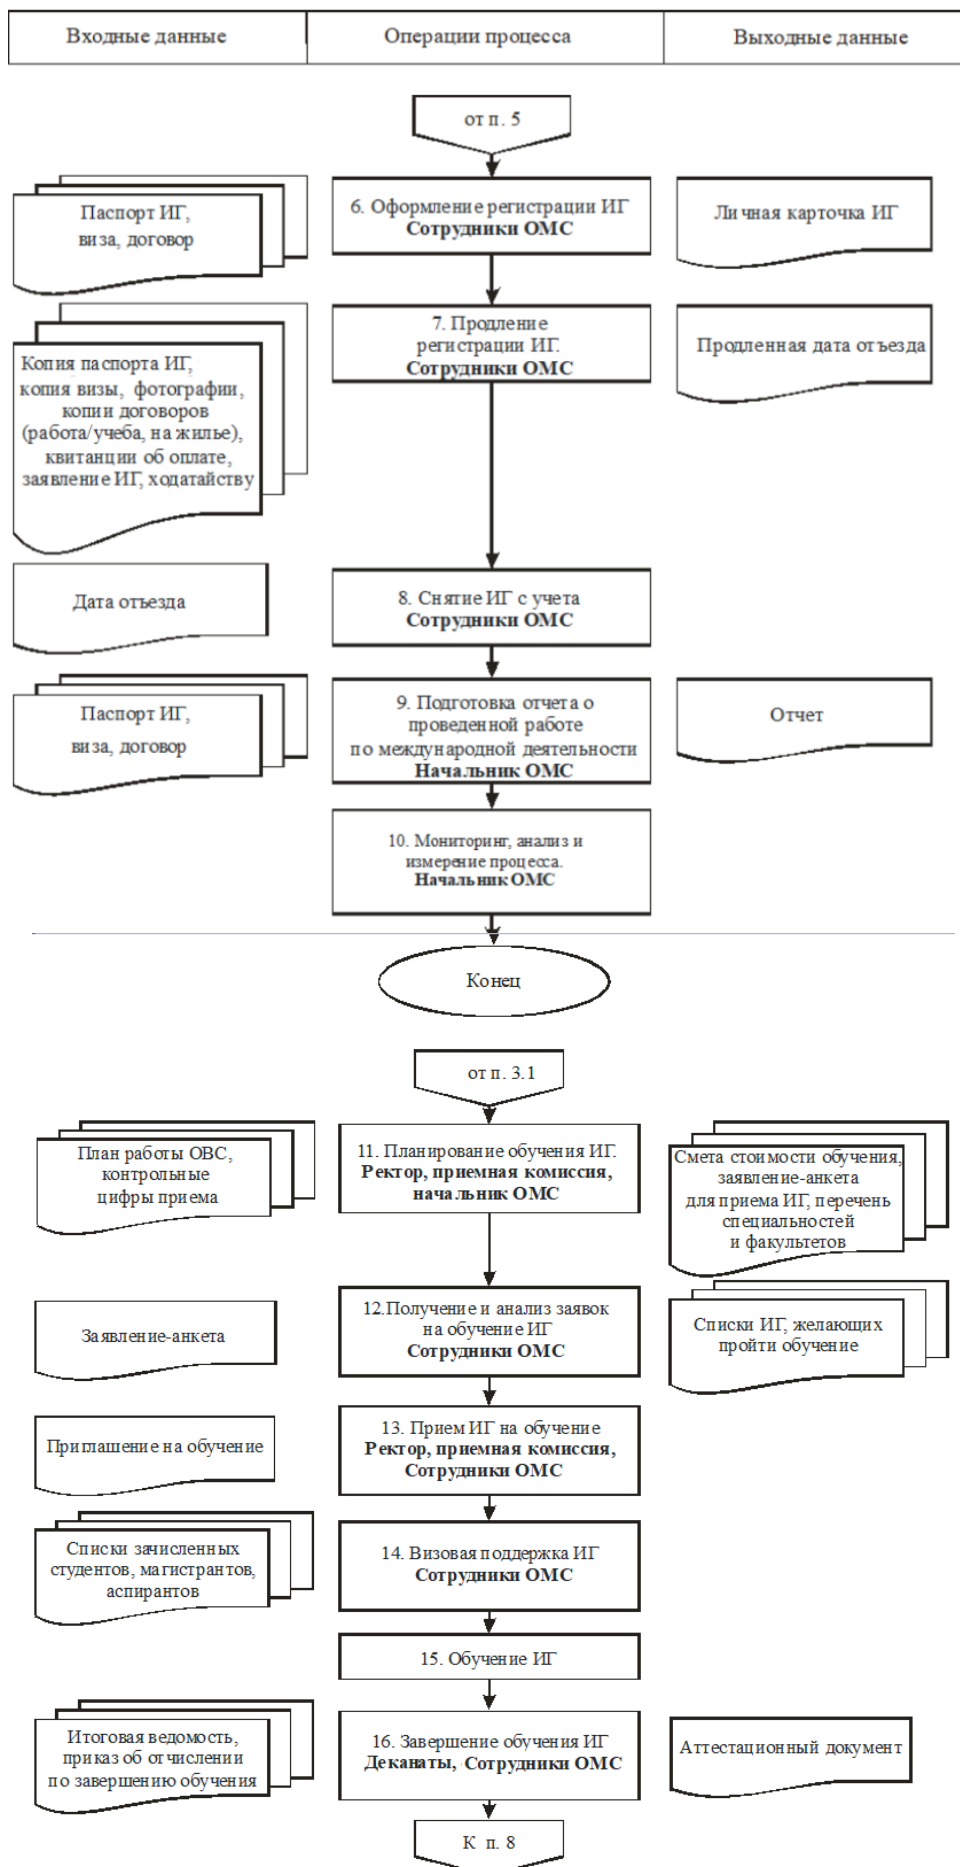 Входные данные
Операции процесса
Выходные данные
от п. 5
Паспорт ИГ,
виза, договор
6. Оформление регистрации ИГ
Сотрудники ОМС
Личная карточка ИГ
Копия паспорта ИГ,
копия визы, фотографии,
копии договоров
(работа/учеба, на жилье),
квитанции об оплате,
заявление ИГ, ходатайству
7. Продление
регистрации ИГ.
Сотрудники ОМС
Продленная дата отъезда
Дата отъезда
8. Снятие ИГ с учета
Сотрудники ОМС
Паспорт ИГ,
виза, договор
9. Подготовка отчета о
проведенной работе
по международной деятельности
Начальник ОМС
Отчет
10. Мониторинг, анализ и
измерение процесса.
Начальник ОМС
Конец
от п. 3.1
План работы ОВС,
контрольные
цифры приема
11. Планирование обучения ИГ.
Ректор, приемная комиссия,
начальник ОМС
Смета стоимости обучения,
заявление-анкета
для приема ИГ, перечень
специальностей
и факультетов
Заявление-анкета
12.Получение и анализ заявок
на обучение ИГ
Сотрудники ОМС
Списки ИГ, желающих
пройти обучение
Приглашение на обучение
13. Прием ИГ на обучение
Ректор, приемная комиссия,
Сотрудники ОМС
Списки зачисленных
студентов, магистрантов,
аспирантов
14. Визовая поддержка ИГ
Сотрудники ОМС
15. Обучение ИГ
Итоговая ведомость,
приказ об отчислении
по завершению обучения
16. Завершение обучения ИГ
Деканаты, Сотрудники ОМС
Аттестационный документ
К п. 8